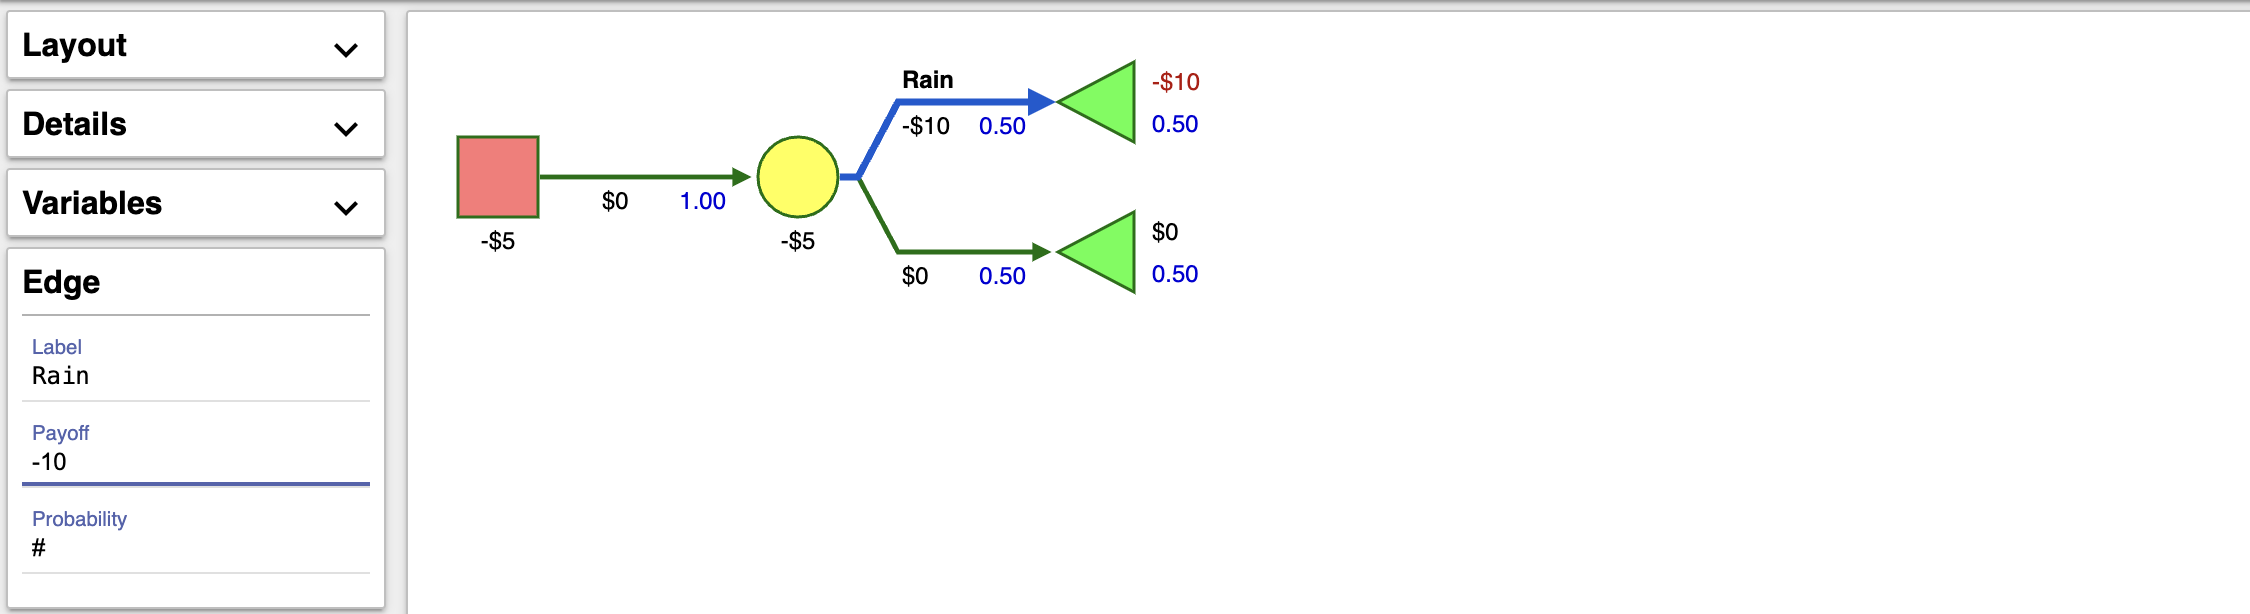 Layout
Details
Variables
Edge
Label
Rain
Payoff
-10
Probability
#
Rain
-$10 0.50
-$10
0.50
$0 1.00
-$5
-$5
$0 0.50
$0
0.50